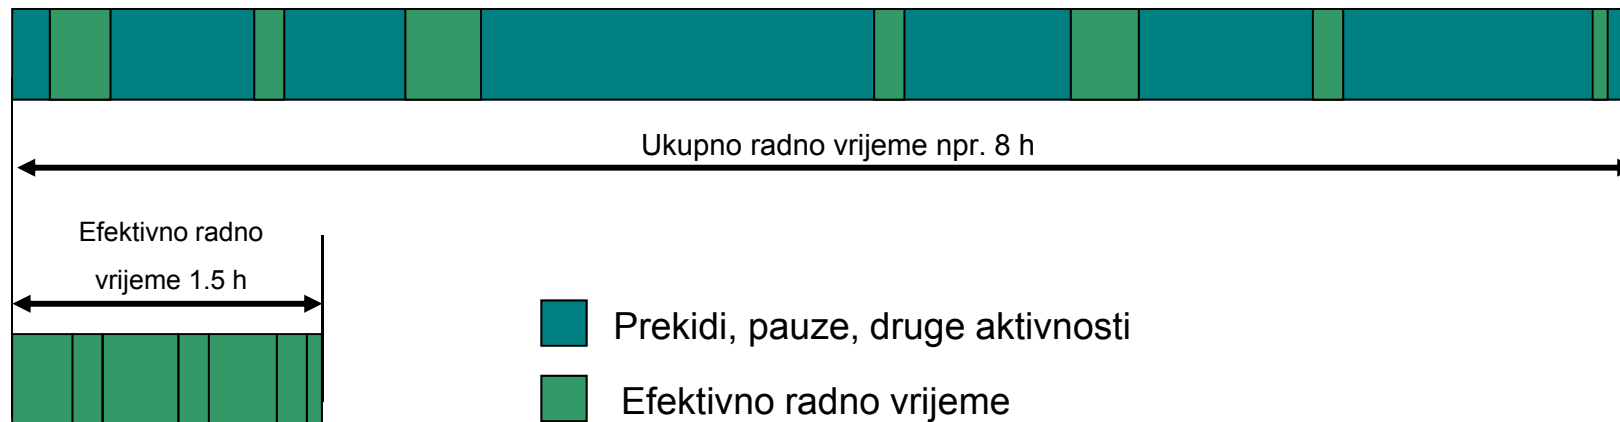 Ukupno radno vrijeme npr. 8 h
Efektivno radno
vrijeme 1.5 h
Prekidi, pauze, druge aktivnosti
Efektivno radno vrijeme